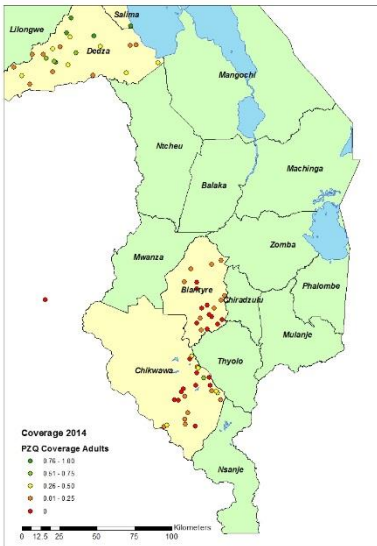 Salima
Lilongwe
Dedza
Mangochi
Ntcheu
Machinga
Balaka
Mwanza
Zomba
Phalombe
Blantyre
Chiradzulu
Mulanje
Thyolo
Chikwawa
Nsanje
Coverage 2014
PZQ Coverage Adults
0.76 - 1.00
0.51 - 0.75
0.26 - 0.50
0.01 - 0.25
0
Kilometers
0 12.5 25 50 75 100